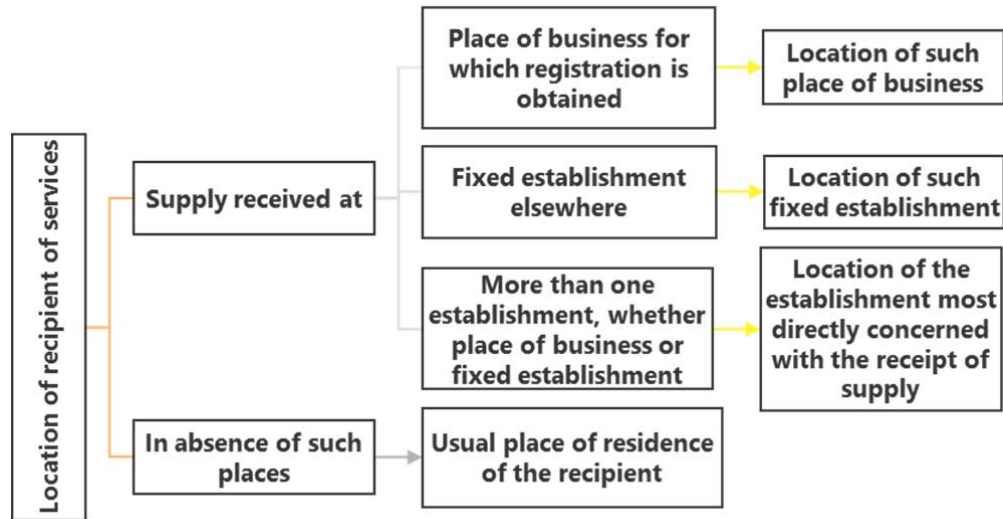 Location of recipient of services
Supply received at
Place of business for
which registration is
obtained
Location of such
place of business
Fixed establishment
elsewhere
Location of such
fixed establishment
More than one
establishment, whether
place of business or
fixed establishment
Location of the
establishment most
directly concerned
with the receipt of
supply
In absence of such
places
Usual place of residence
of the recipient